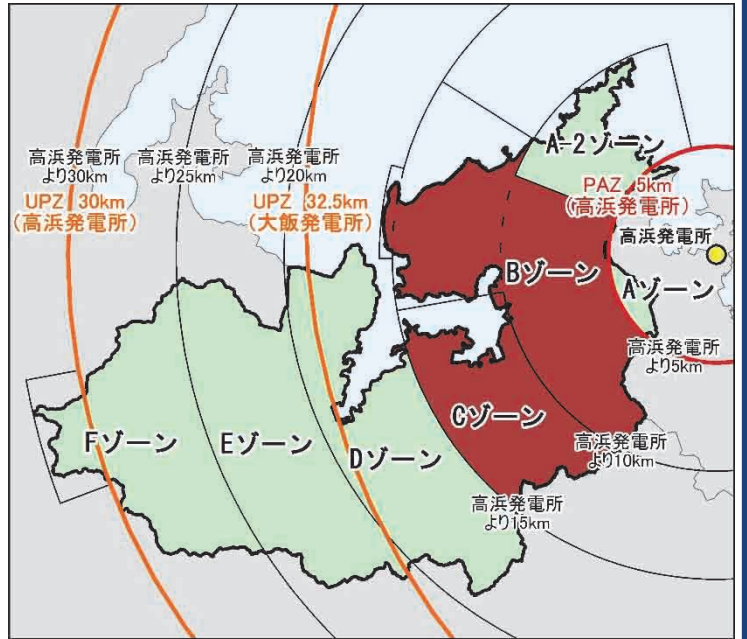 A-2ゾーン
高浜発電所
より30km
高浜発電所
より25km
高浜発電所
より20km
UPZ 30km
(高浜発電所)
UPZ 32.5km
(大飯発電所)
PAZ 5km
(高浜発電所)
高浜発電所
Bゾーン
Aゾーン
高浜発電所
より5km
Cゾーン
Fゾーン
Eゾーン
Dゾーン
高浜発電所
より10km
高浜発電所
より15km